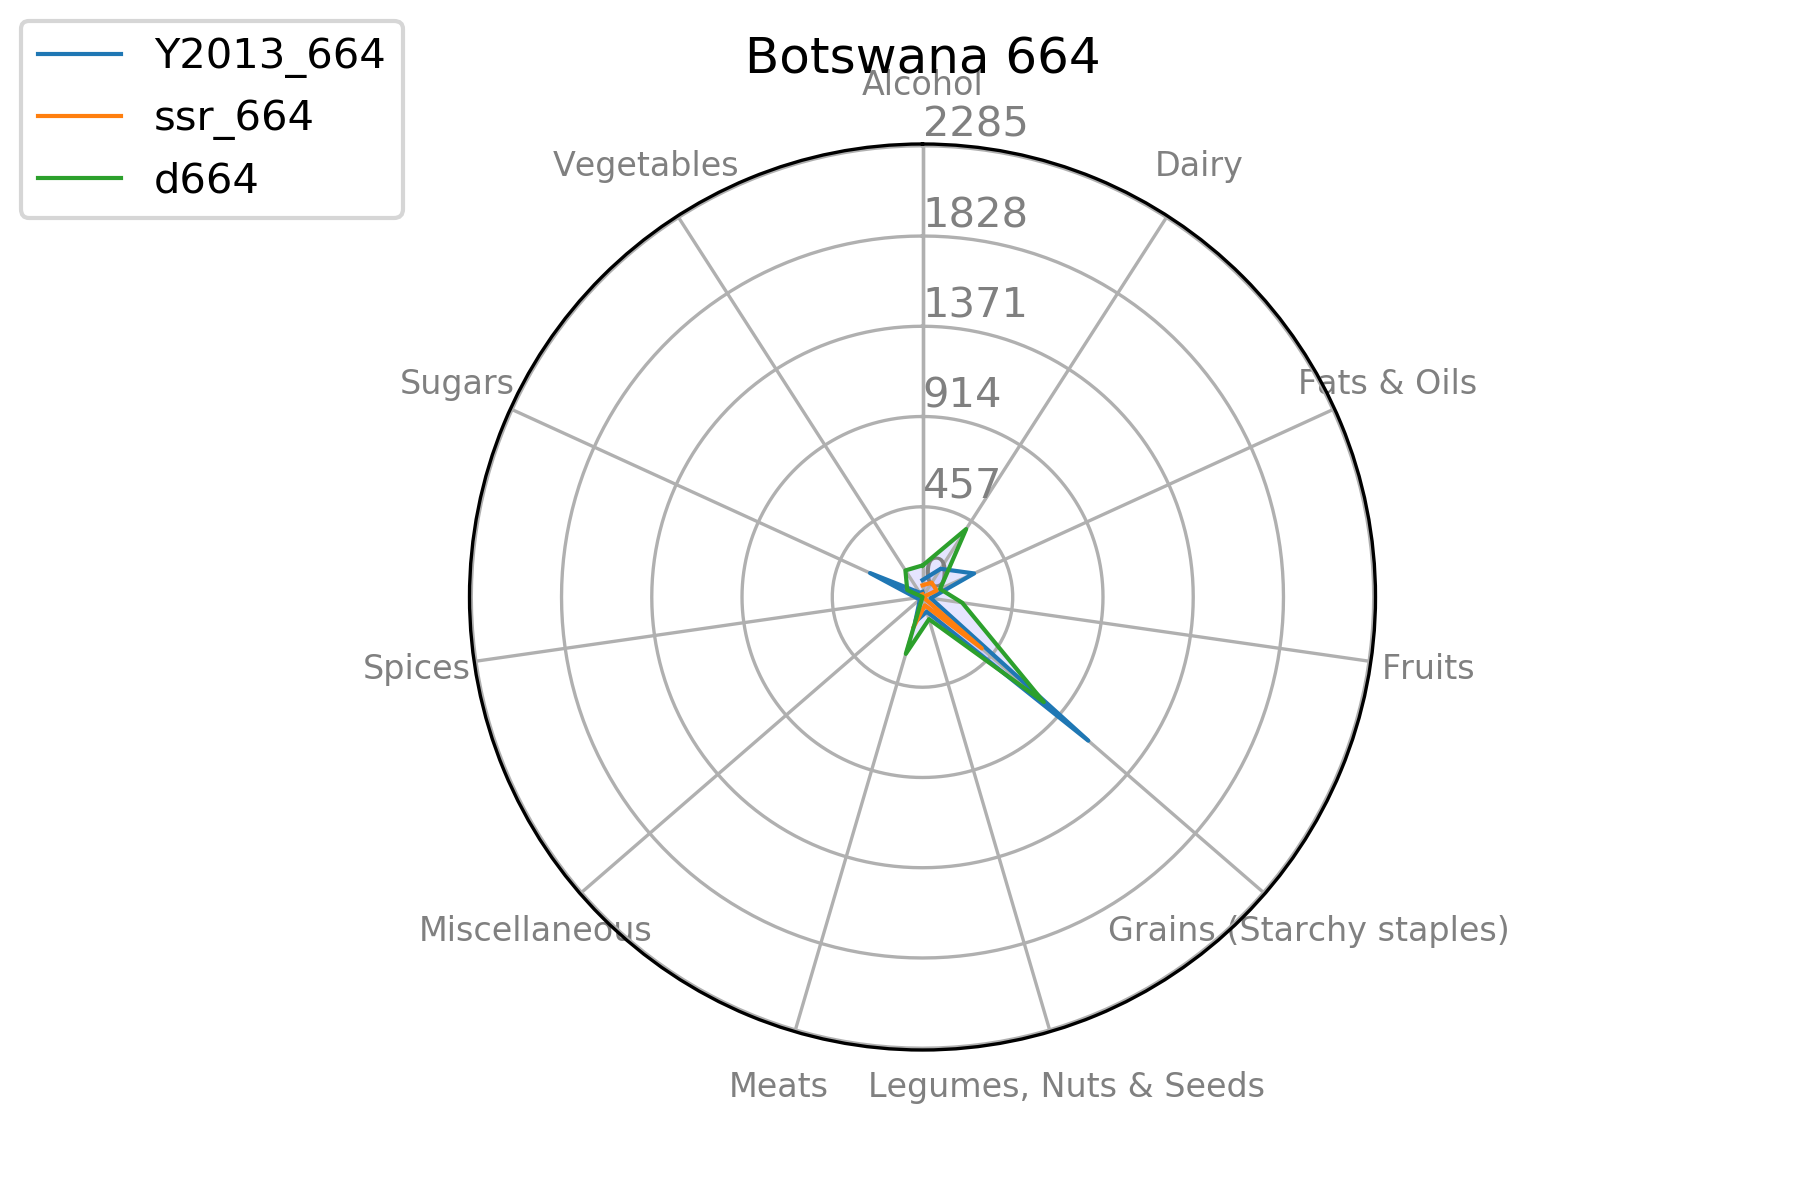 Y2013_664
ssr_664
d664
Botswana 664
Alcohol
2285
Vegetables
Dairy
1828
1371
Sugars
914
Fats & Oils
457
0
Spices
Fruits
Miscellaneous
Grains (Starchy staples)
Meats
Legumes, Nuts & Seeds